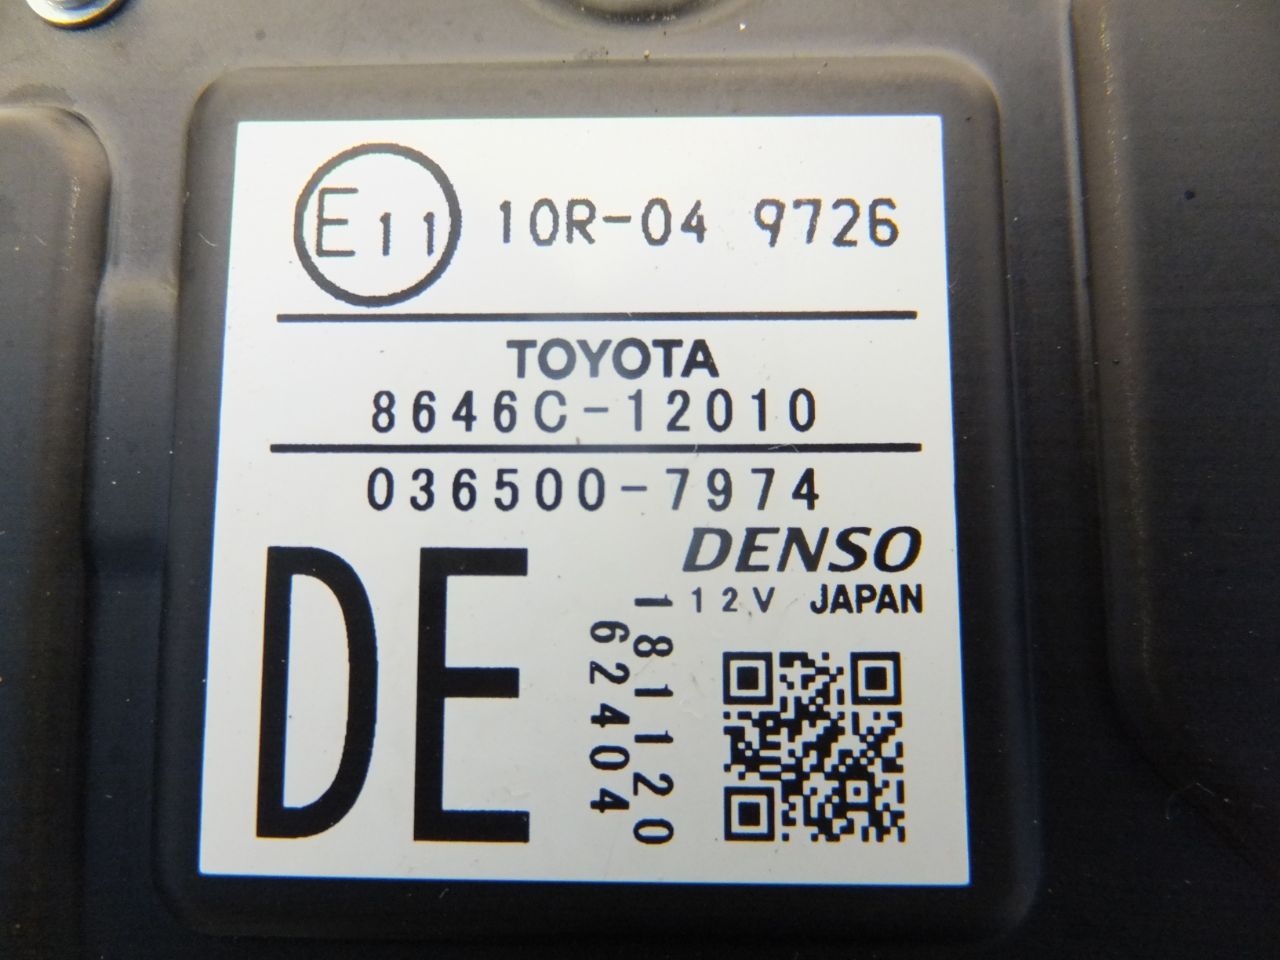 E11 10R-04 9726
TOYOTA
8646C-12010
036500-7974
DENSO
12V JAPAN
DE
181120
62404